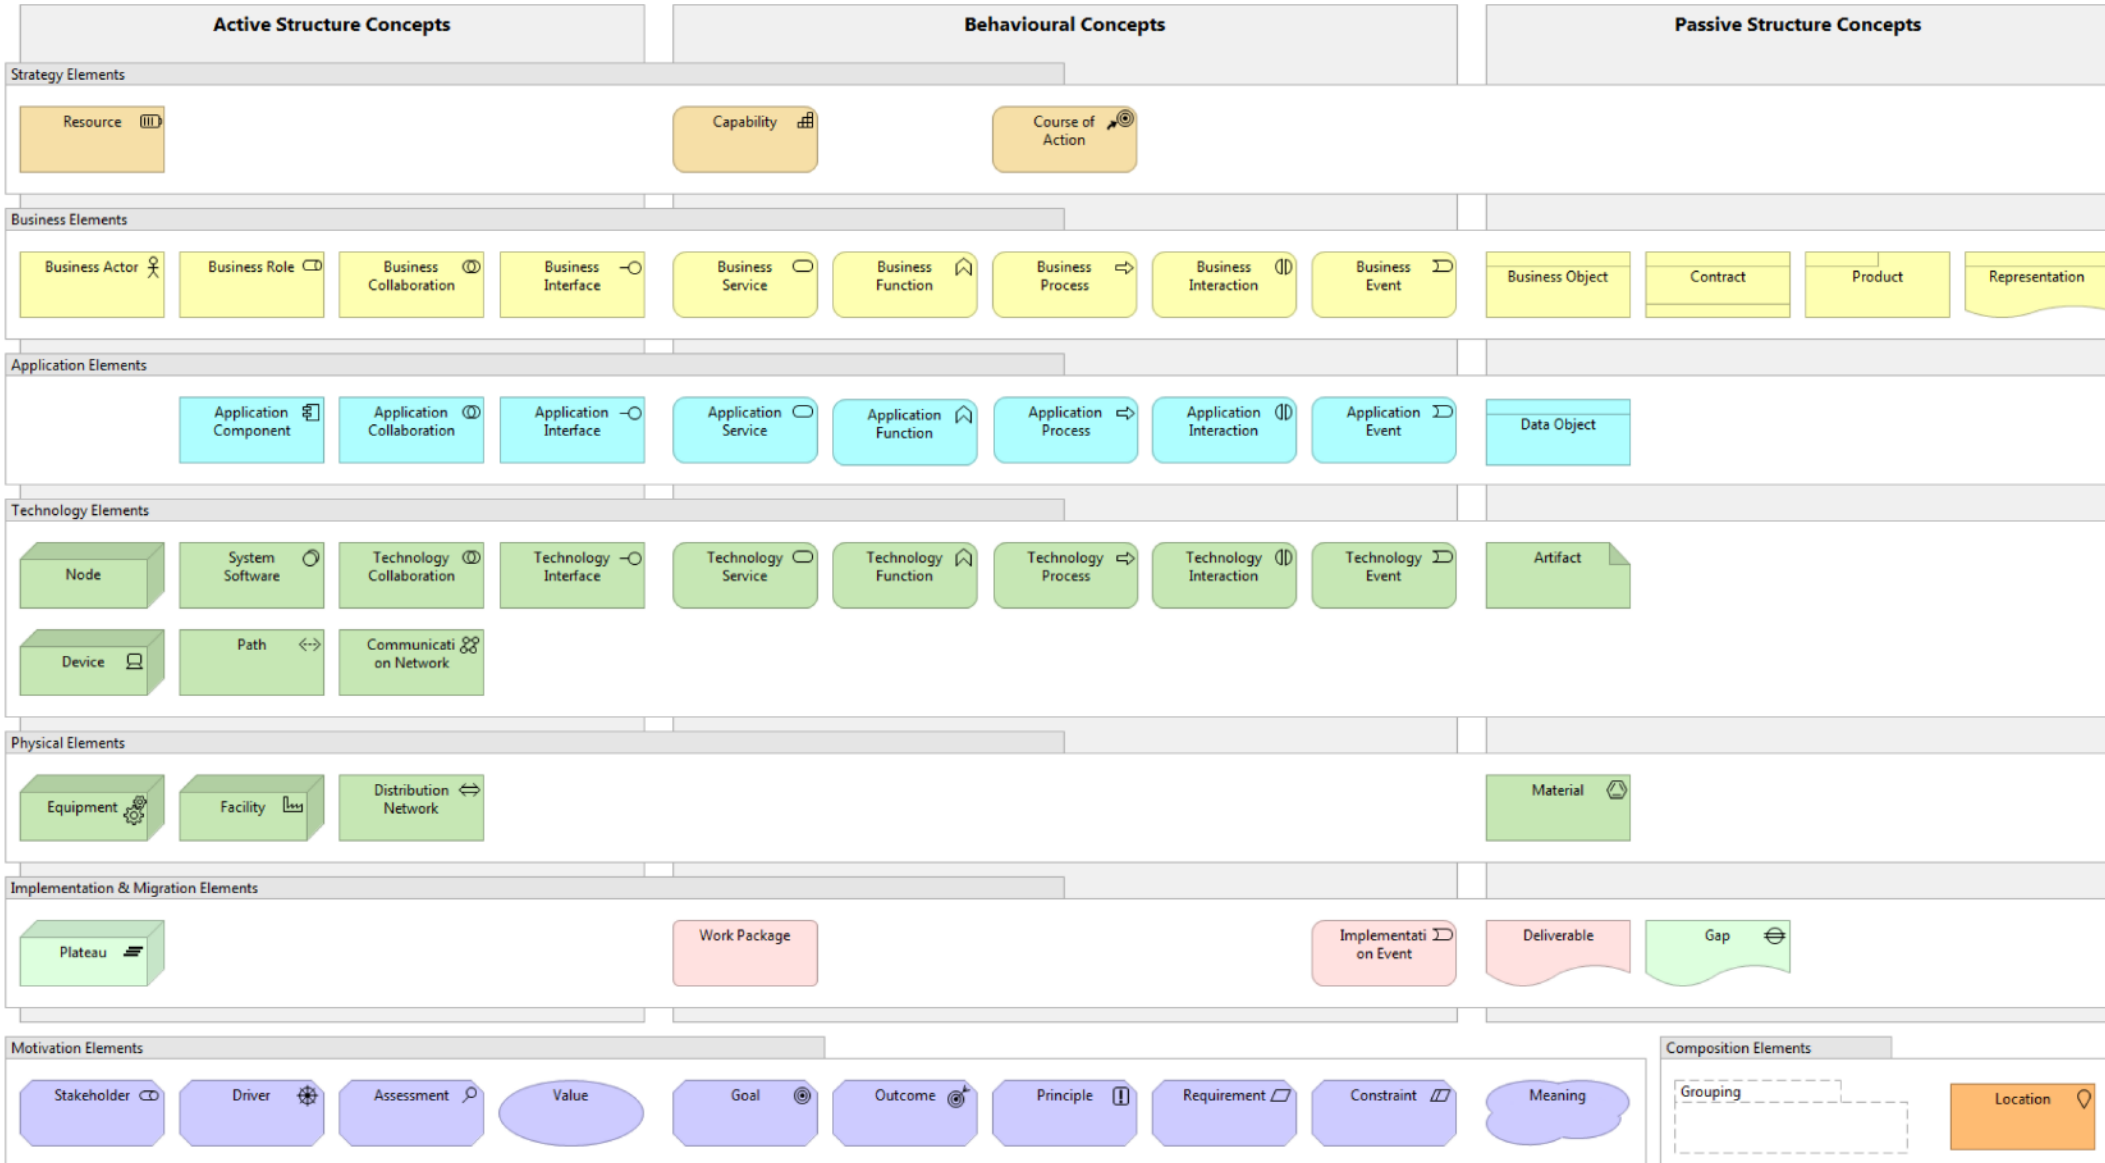 Active Structure Concepts
Behavioural Concepts
Passive Structure Concepts
Strategy Elements
Resource
Capability
Course of
Action
Business Elements
Business Actor
Business Role
Business
Collaboration
Business
Interface
Business
Service
Business
Function
Business
Process
Business
Interaction
Business
Event
Business Object
Contract
Product
Representation
Application Elements
Application
Component
Application
Collaboration
Application
Interface
Application
Service
Application
Function
Application
Process
Application
Interaction
Application
Event
Data Object
Technology Elements
Node
System
Software
Technology
Collaboration
Technology
Interface
Technology
Service
Technology
Function
Technology
Process
Technology
Interaction
Technology
Event
Artifact
Device
Path
Communicati
on Network
Physical Elements
Equipment
Facility
Distribution
Network
Material
Implementation & Migration Elements
Plateau
Work Package
Implementati
on Event
Deliverable
Gap
Motivation Elements
Composition Elements
Stakeholder
Driver
Assessment
Value
Goal
Outcome
Principle
Requirement
Constraint
Meaning
Grouping
Location